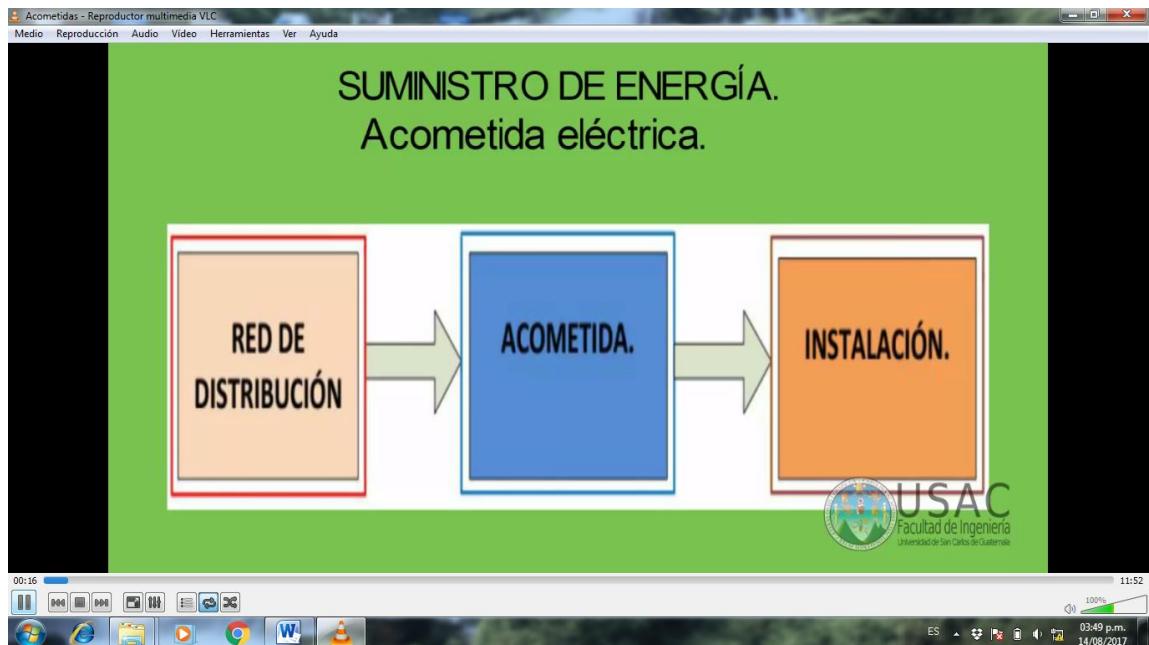 Acometidas - Reproductor multimedia VLC
Medio Reproducción Audio Vídeo Herramientas Ver Ayuda
SUMINISTRO DE ENERGÍA.
Acometida eléctrica.
RED DE
DISTRIBUCIÓN
ACOMETIDA.
INSTALACIÓN.
USAC
Facultad de Ingeniería
Universidad de San Carlos de Guatemala
00:16
11:52
100%
W
ES
03:49 p.m.
14/08/2017